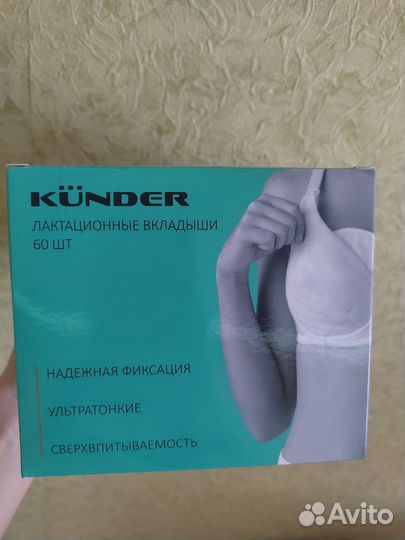 KÜNDER
ЛАКТАЦИОННЫЕ ВКЛАДЫШИ
60 ШТ
НАДЕЖНАЯ ФИКСАЦИЯ
УЛЬТРАТОНКИЕ
СВЕРХВПИТЫВАЕМОСТЬ
Avito